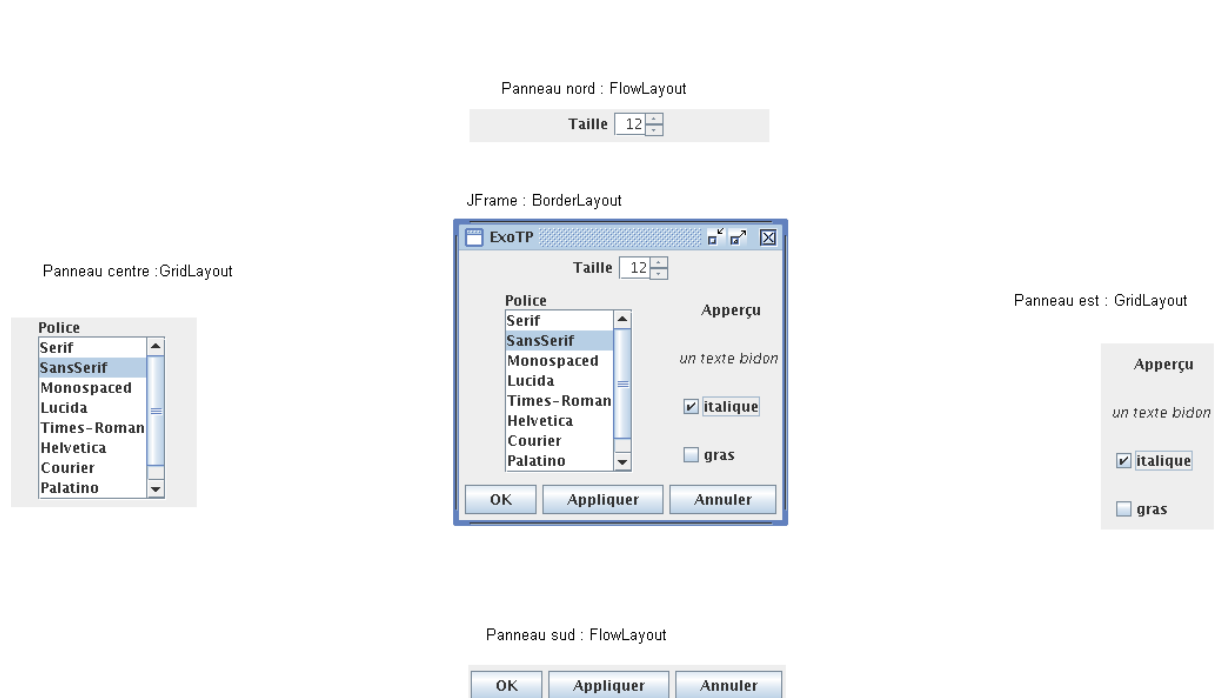 Panneau nord : FlowLayout
Taille 12
JFrame : BorderLayout
ExoTP
Taille 12
Police
Serif
SansSerif
Monospaced
Lucida
Times-Roman
Helvetica
Courier
Palatino
Apperçu
un texte bidon
italique
gras
OK Appliquer Annuler
Panneau centre :GridLayout
Police
Serif
SansSerif
Monospaced
Lucida
Times-Roman
Helvetica
Courier
Palatino
Panneau est : GridLayout
Apperçu
un texte bidon
italique
gras
Panneau sud : FlowLayout
OK Appliquer Annuler